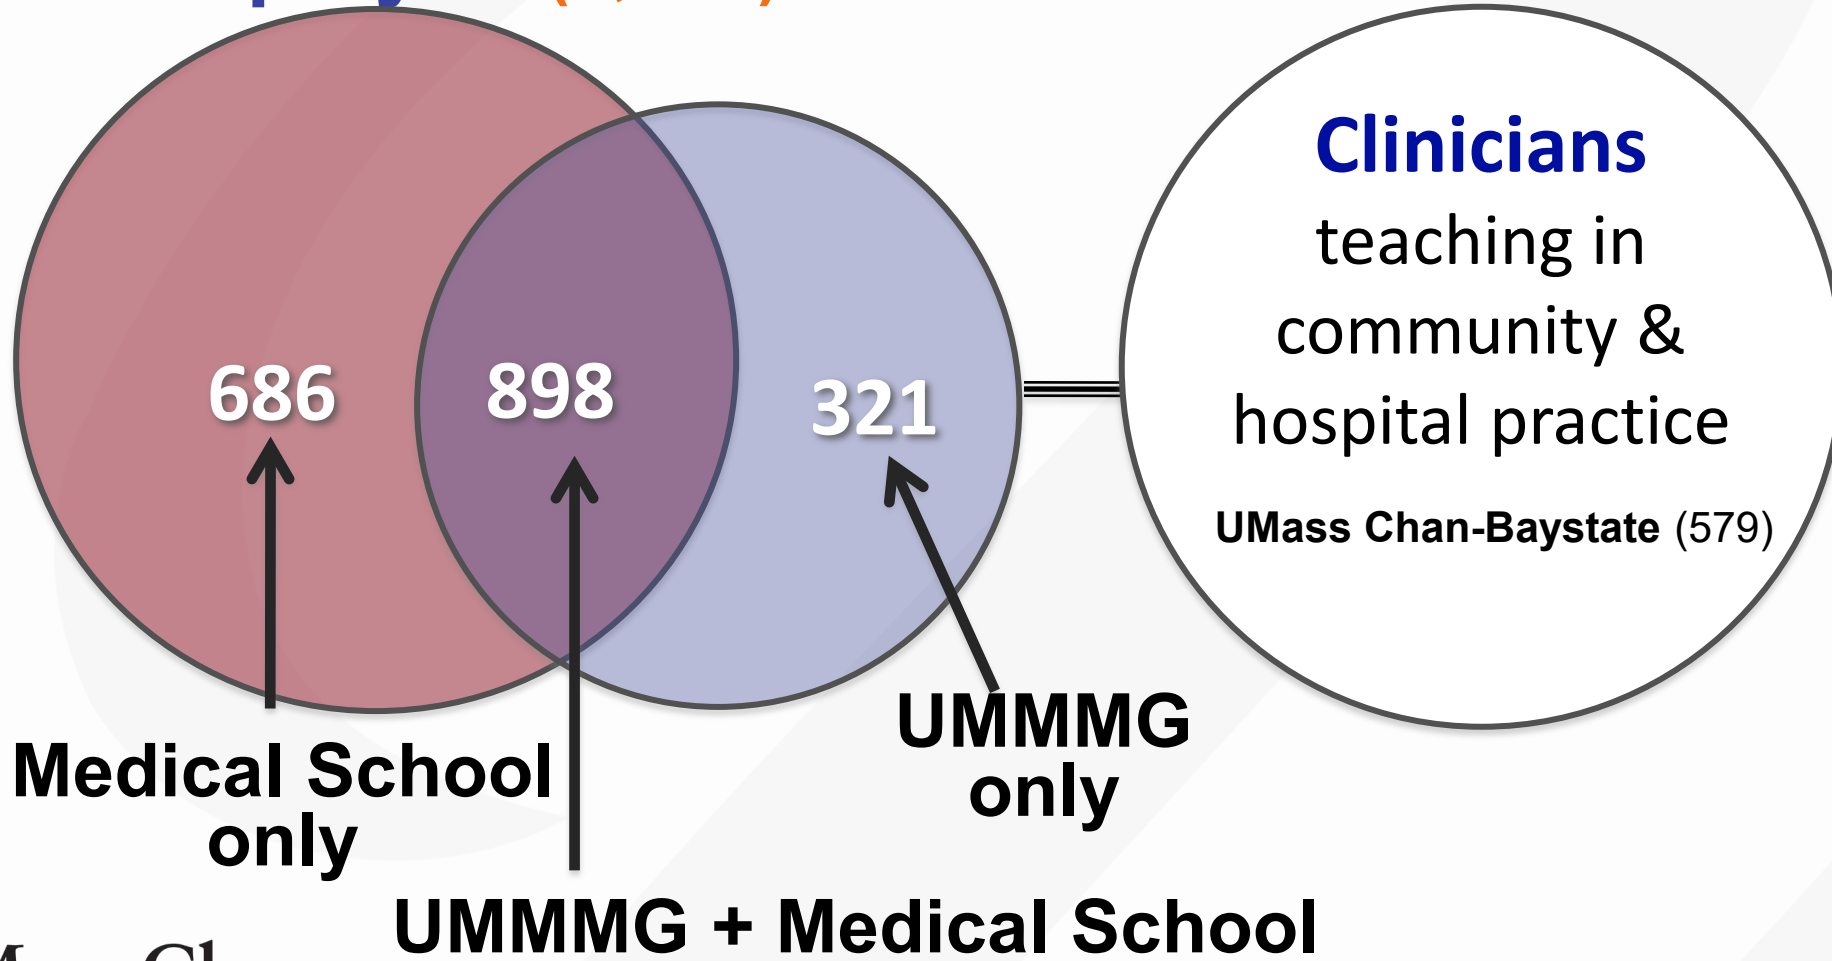 686
898
321
Clinicians
teaching in
community &
hospital practice
UMass Chan-Baystate (579)
Medical School
only
UMMMG
only
UMMMG + Medical School